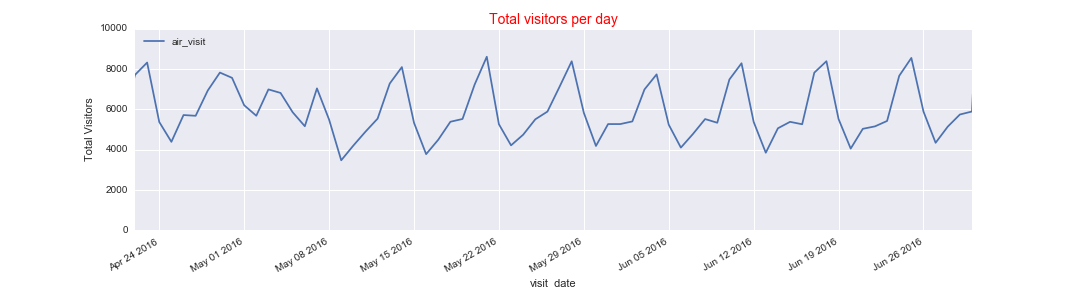 Total visitors per day
10000
air_visit
8000
6000
4000
2000
0
Total Visitors
Apr 24 2016
May 01 2016
May 08 2016
May 15 2016
May 22 2016
May 29 2016
Jun 05 2016
Jun 12 2016
Jun 19 2016
Jun 26 2016
visit_date